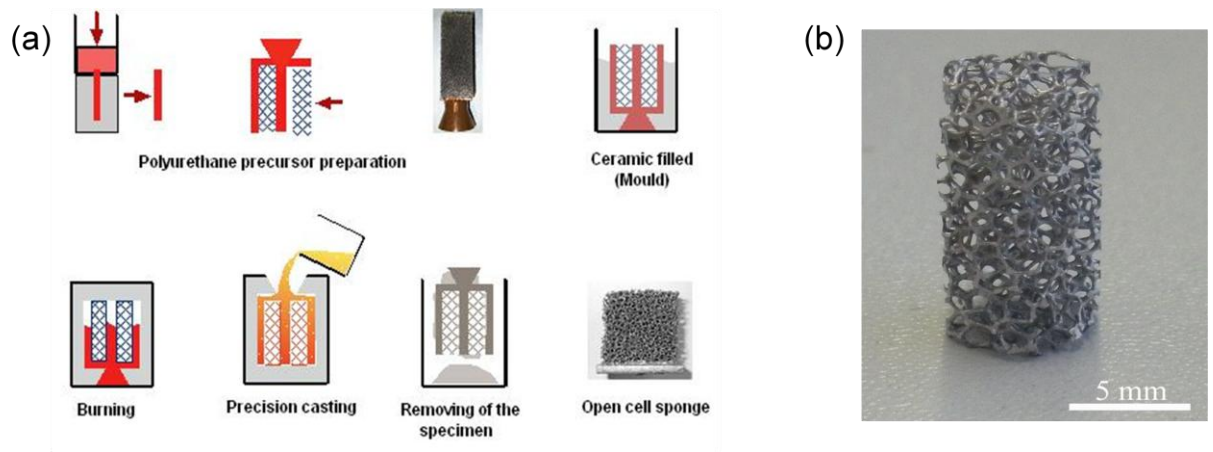 (a)
Polyurethane precursor preparation
Ceramic filled
(Mould)
Burning
Precision casting
Removing of the
specimen
Open cell sponge
(b)
5 mm